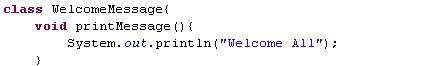 class WelcomeMessage{
    void printMessage(){
        System.out.println("Welcome All");
    }